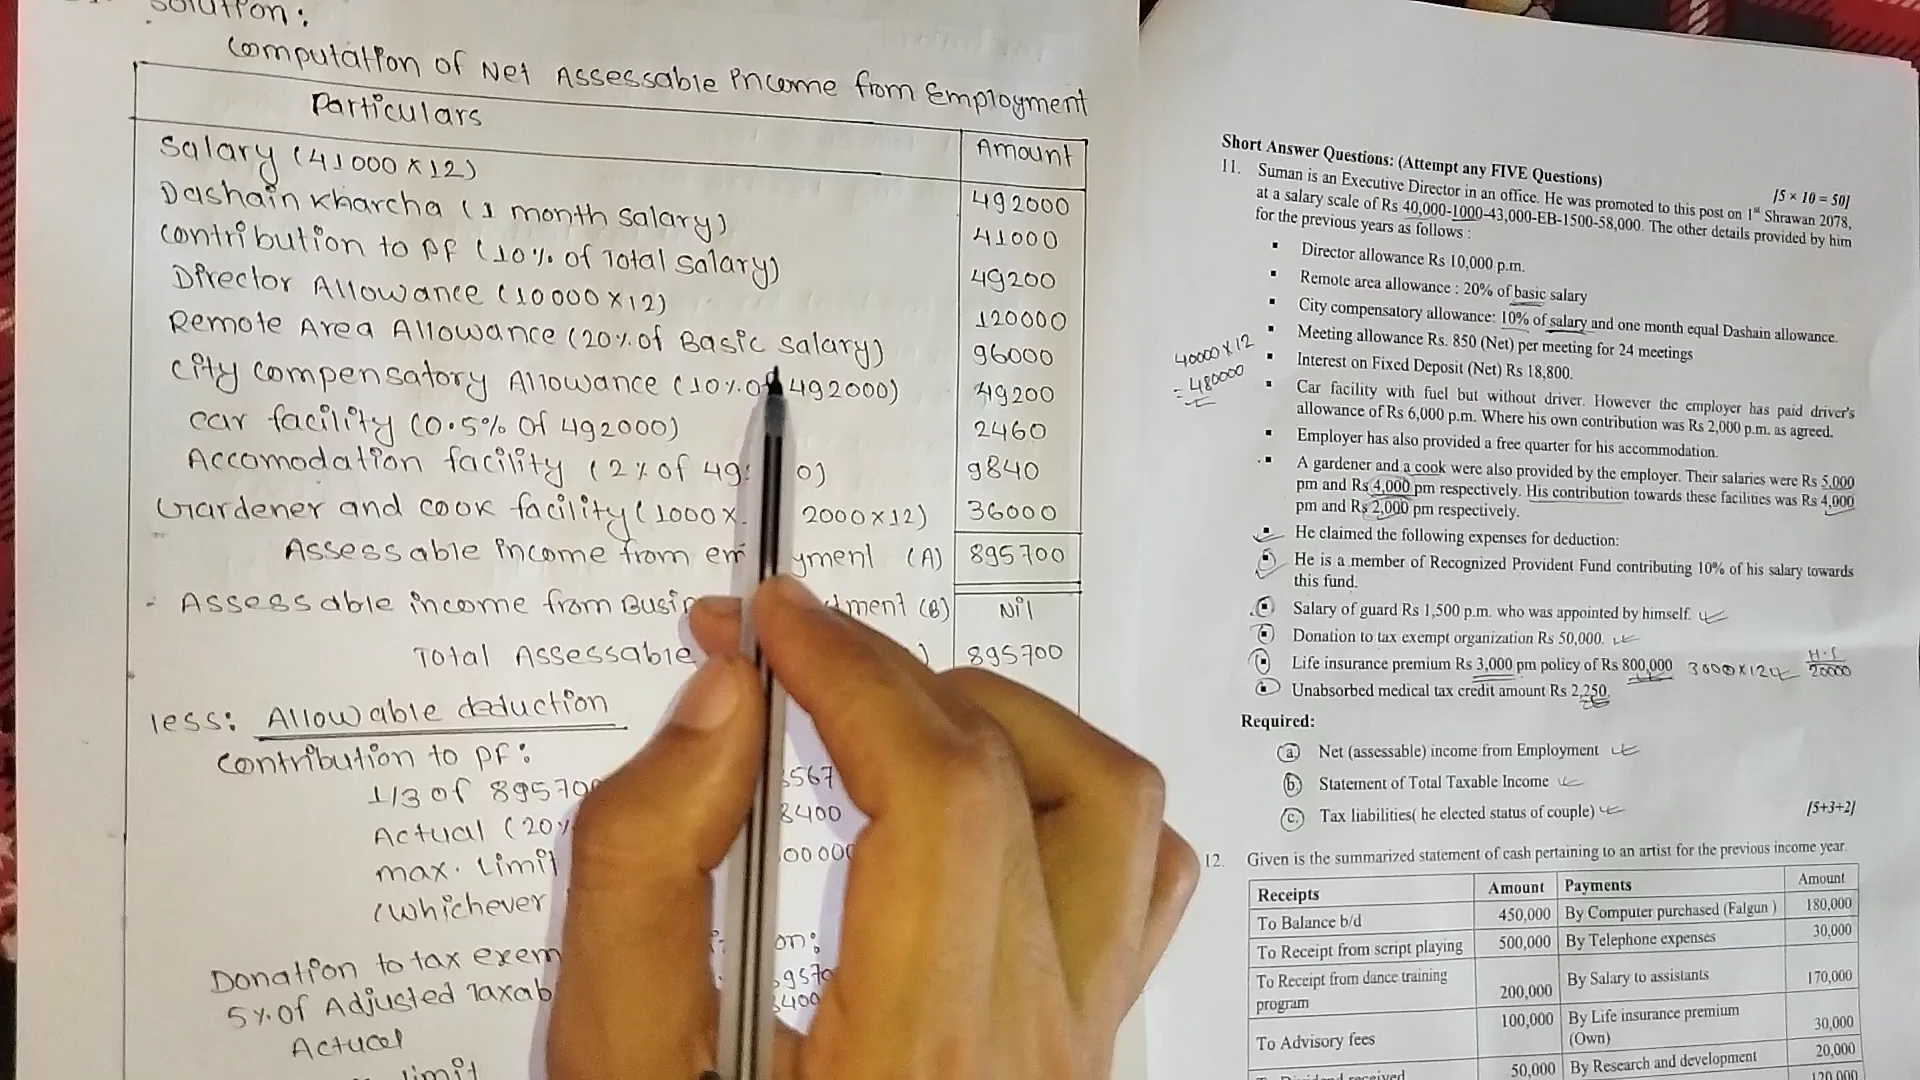 Solution:
Computation of Net Assessable income from Employment
Particulars
Amount
Salary (41000 x 12)
492000
Dashain kharcha (1 month salary)
41000
Contribution to PF (10% of Total salary)
49200
Director Allowance (10000 x 12)
120000
Remote Area Allowance (20% of Basic salary)
96000
City compensatory Allowance (10% of 492000)
49200
Car facility (0.5% of 492000)
2460
Accomodation facility (2% of 49 0)
9840
Gardener and cook facility (1000 x 2000 x 12)
36000
Assessable income from em yment (A)
895700
Assessable income from Busin tment (B)
Nil
Total Assessable )
895700
less: Allowable deduction
Contribution to PF:
1/3 of 895700
567
Actual (20%
8400
max. Limit
00000
(whichever
Donation to tax exem on:
5% of Adjusted Taxab
Actual
400
limit
Short Answer Questions: (Attempt any FIVE Questions)
[5 × 10 = 50]
11. Suman is an Executive Director in an office. He was promoted to this post on 1st Shrawan 2078,
at a salary scale of Rs 40,000-1000-43,000-EB-1500-58,000. The other details provided by him
for the previous years as follows :
▪ Director allowance Rs 10,000 p.m.
▪ Remote area allowance : 20% of basic salary
▪ City compensatory allowance: 10% of salary and one month equal Dashain allowance.
▪ Meeting allowance Rs. 850 (Net) per meeting for 24 meetings
▪ Interest on Fixed Deposit (Net) Rs 18,800.
40000 x 12
= 480000
▪ Car facility with fuel but without driver. However the employer has paid driver's
allowance of Rs 6,000 p.m. Where his own contribution was Rs 2,000 p.m. as agreed.
▪ Employer has also provided a free quarter for his accommodation.
▪ A gardener and a cook were also provided by the employer. Their salaries were Rs 5,000
pm and Rs 4,000 pm respectively. His contribution towards these facilities was Rs 4,000
pm and Rs 2,000 pm respectively.
▪ He claimed the following expenses for deduction:
▪ He is a member of Recognized Provident Fund contributing 10% of his salary towards
this fund.
▪ Salary of guard Rs 1,500 p.m. who was appointed by himself.
▪ Donation to tax exempt organization Rs 50,000.
▪ Life insurance premium Rs 3,000 pm policy of Rs 800,000 3000 x 12 H.I 20000
▪ Unabsorbed medical tax credit amount Rs 2,250.
Required:
a. Net (assessable) income from Employment
b. Statement of Total Taxable Income
c. Tax liabilities( he elected status of couple)
[5+3+2]
12. Given is the summarized statement of cash pertaining to an artist for the previous income year.
Receipts Amount Payments Amount
To Balance b/d 450,000 By Computer purchased (Falgun ) 180,000
To Receipt from script playing 500,000 By Telephone expenses 30,000
To Receipt from dance training
program 200,000 By Salary to assistants 170,000
To Advisory fees 100,000 By Life insurance premium
(Own) 30,000
received 50,000 By Research and development 20,000
120,000